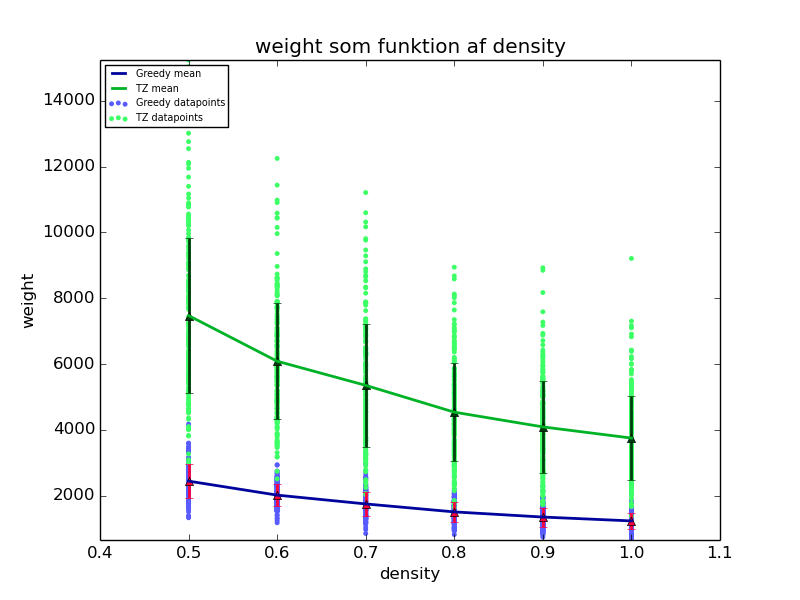 weight som funktion af density
Greedy mean
TZ mean
Greedy datapoints
TZ datapoints
14000
12000
10000
8000
6000
4000
2000
weight
0.4 0.5 0.6 0.7 0.8 0.9 1.0 1.1
density